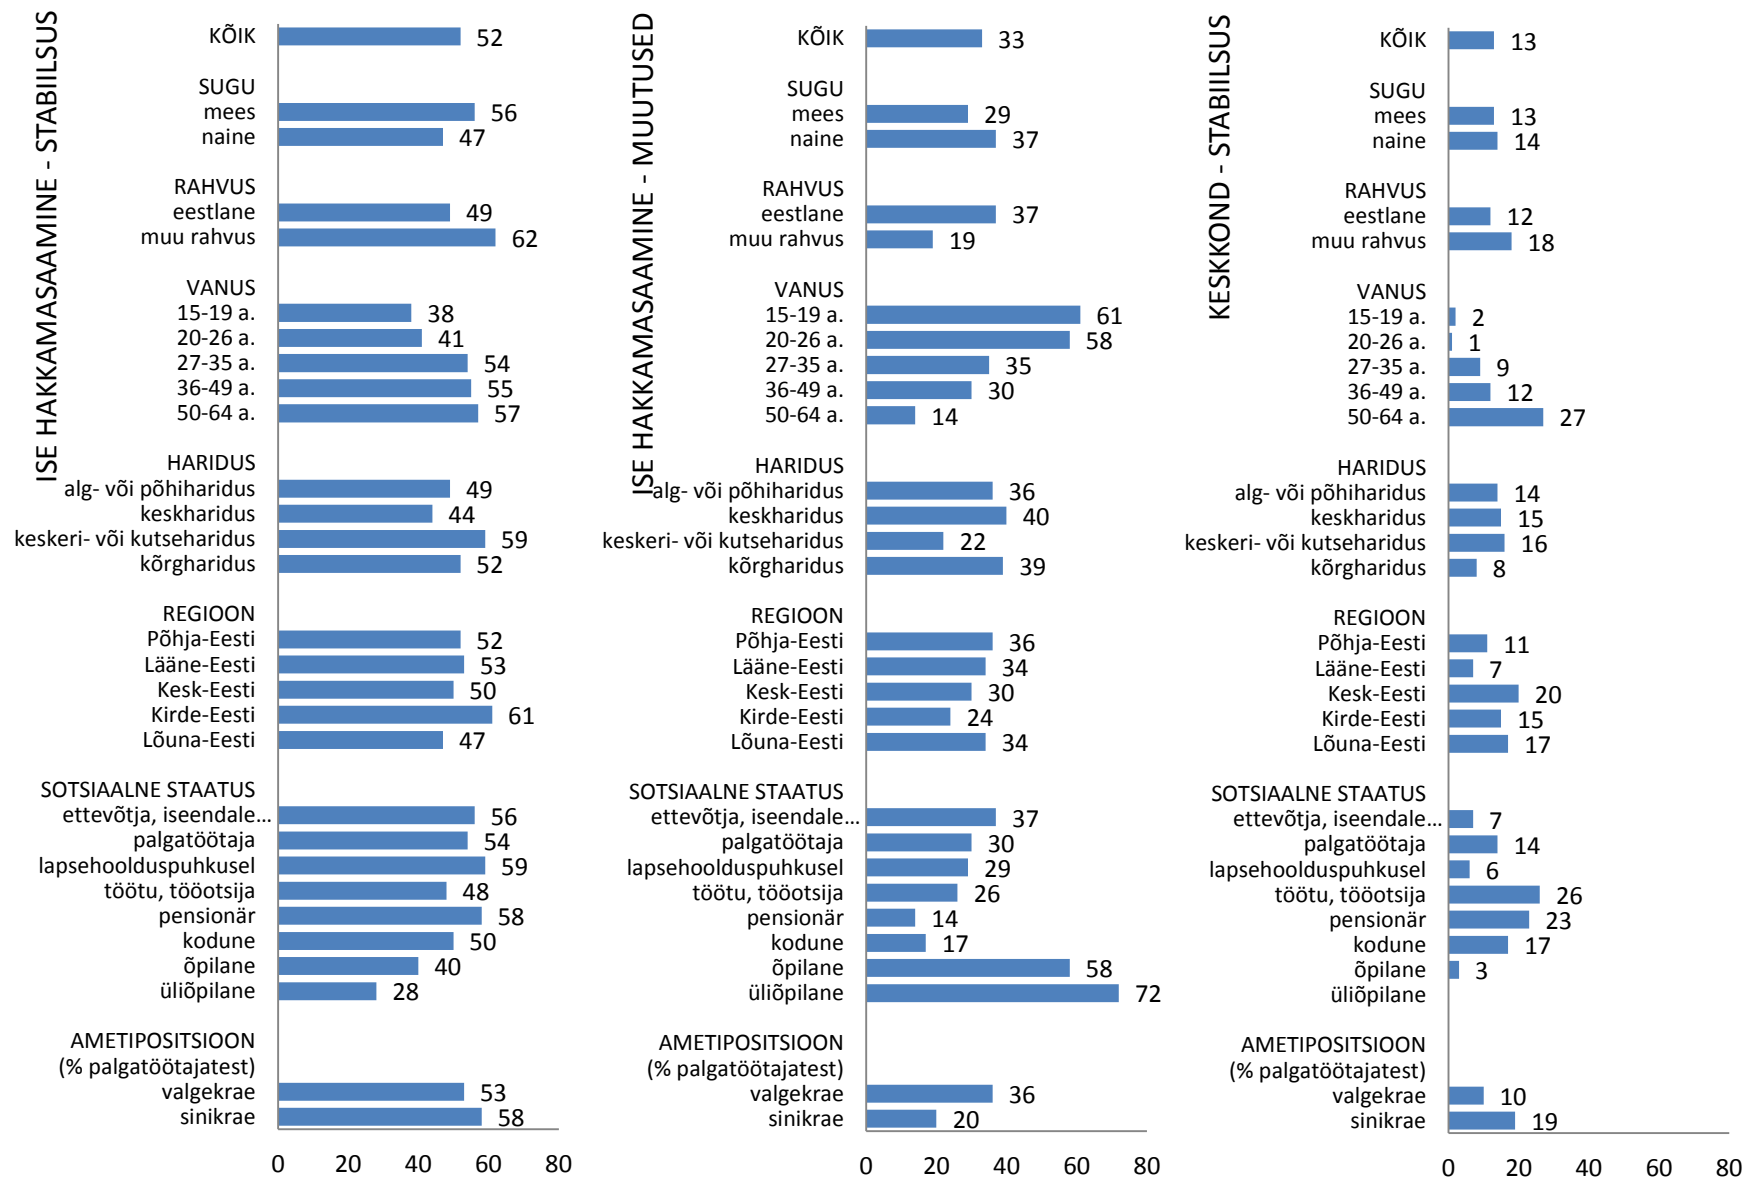 ISE HAKKAMASAAMINE - STABIILSUS
KÕIK 52
SUGU
mees 56
naine 47
RAHVUS
eestlane 49
muu rahvus 62
VANUS
15-19 a. 38
20-26 a. 41
27-35 a. 54
36-49 a. 55
50-64 a. 57
HARIDUS
alg- või põhiharidus 49
keskharidus 44
keskeri- või kutseharidus 59
kõrgharidus 52
REGIOON
Põhja-Eesti 52
Lääne-Eesti 53
Kesk-Eesti 50
Kirde-Eesti 61
Lõuna-Eesti 47
SOTSIAALNE STAATUS
ettevõtja, iseendale... 56
palgatöötaja 54
lapsehoolduspuhkusel 59
töötu, tööotsija 48
pensionär 58
kodune 50
õpilane 40
üliõpilane 28
AMETIPOSITSIOON
(% palgatöötajatest)
valgekrae 53
sinikrae 58
0 20 40 60 80
ISE HAKKAMASAAMINE - MUUTUSED
KÕIK 33
SUGU
mees 29
naine 37
RAHVUS
eestlane 37
muu rahvus 19
VANUS
15-19 a. 61
20-26 a. 58
27-35 a. 35
36-49 a. 30
50-64 a. 14
HARIDUS
alg- või põhiharidus 36
keskharidus 40
keskeri- või kutseharidus 22
kõrgharidus 39
REGIOON
Põhja-Eesti 36
Lääne-Eesti 34
Kesk-Eesti 30
Kirde-Eesti 24
Lõuna-Eesti 34
SOTSIAALNE STAATUS
ettevõtja, iseendale... 37
palgatöötaja 30
lapsehoolduspuhkusel 29
töötu, tööotsija 26
pensionär 14
kodune 17
õpilane 58
üliõpilane 72
AMETIPOSITSIOON
(% palgatöötajatest)
valgekrae 36
sinikrae 20
0 20 40 60 80
KESKKOND - STABIILSUS
KÕIK 13
SUGU
mees 13
naine 14
RAHVUS
eestlane 12
muu rahvus 18
VANUS
15-19 a. 2
20-26 a. 1
27-35 a. 9
36-49 a. 12
50-64 a. 27
HARIDUS
alg- või põhiharidus 14
keskharidus 15
keskeri- või kutseharidus 16
kõrgharidus 8
REGIOON
Põhja-Eesti 11
Lääne-Eesti 7
Kesk-Eesti 20
Kirde-Eesti 15
Lõuna-Eesti 17
SOTSIAALNE STAATUS
ettevõtja, iseendale... 7
palgatöötaja 14
lapsehoolduspuhkusel 6
töötu, tööotsija 26
pensionär 23
kodune 17
õpilane 3
üliõpilane
AMETIPOSITSIOON
(% palgatöötajatest)
valgekrae 10
sinikrae 19
0 20 40 60 80